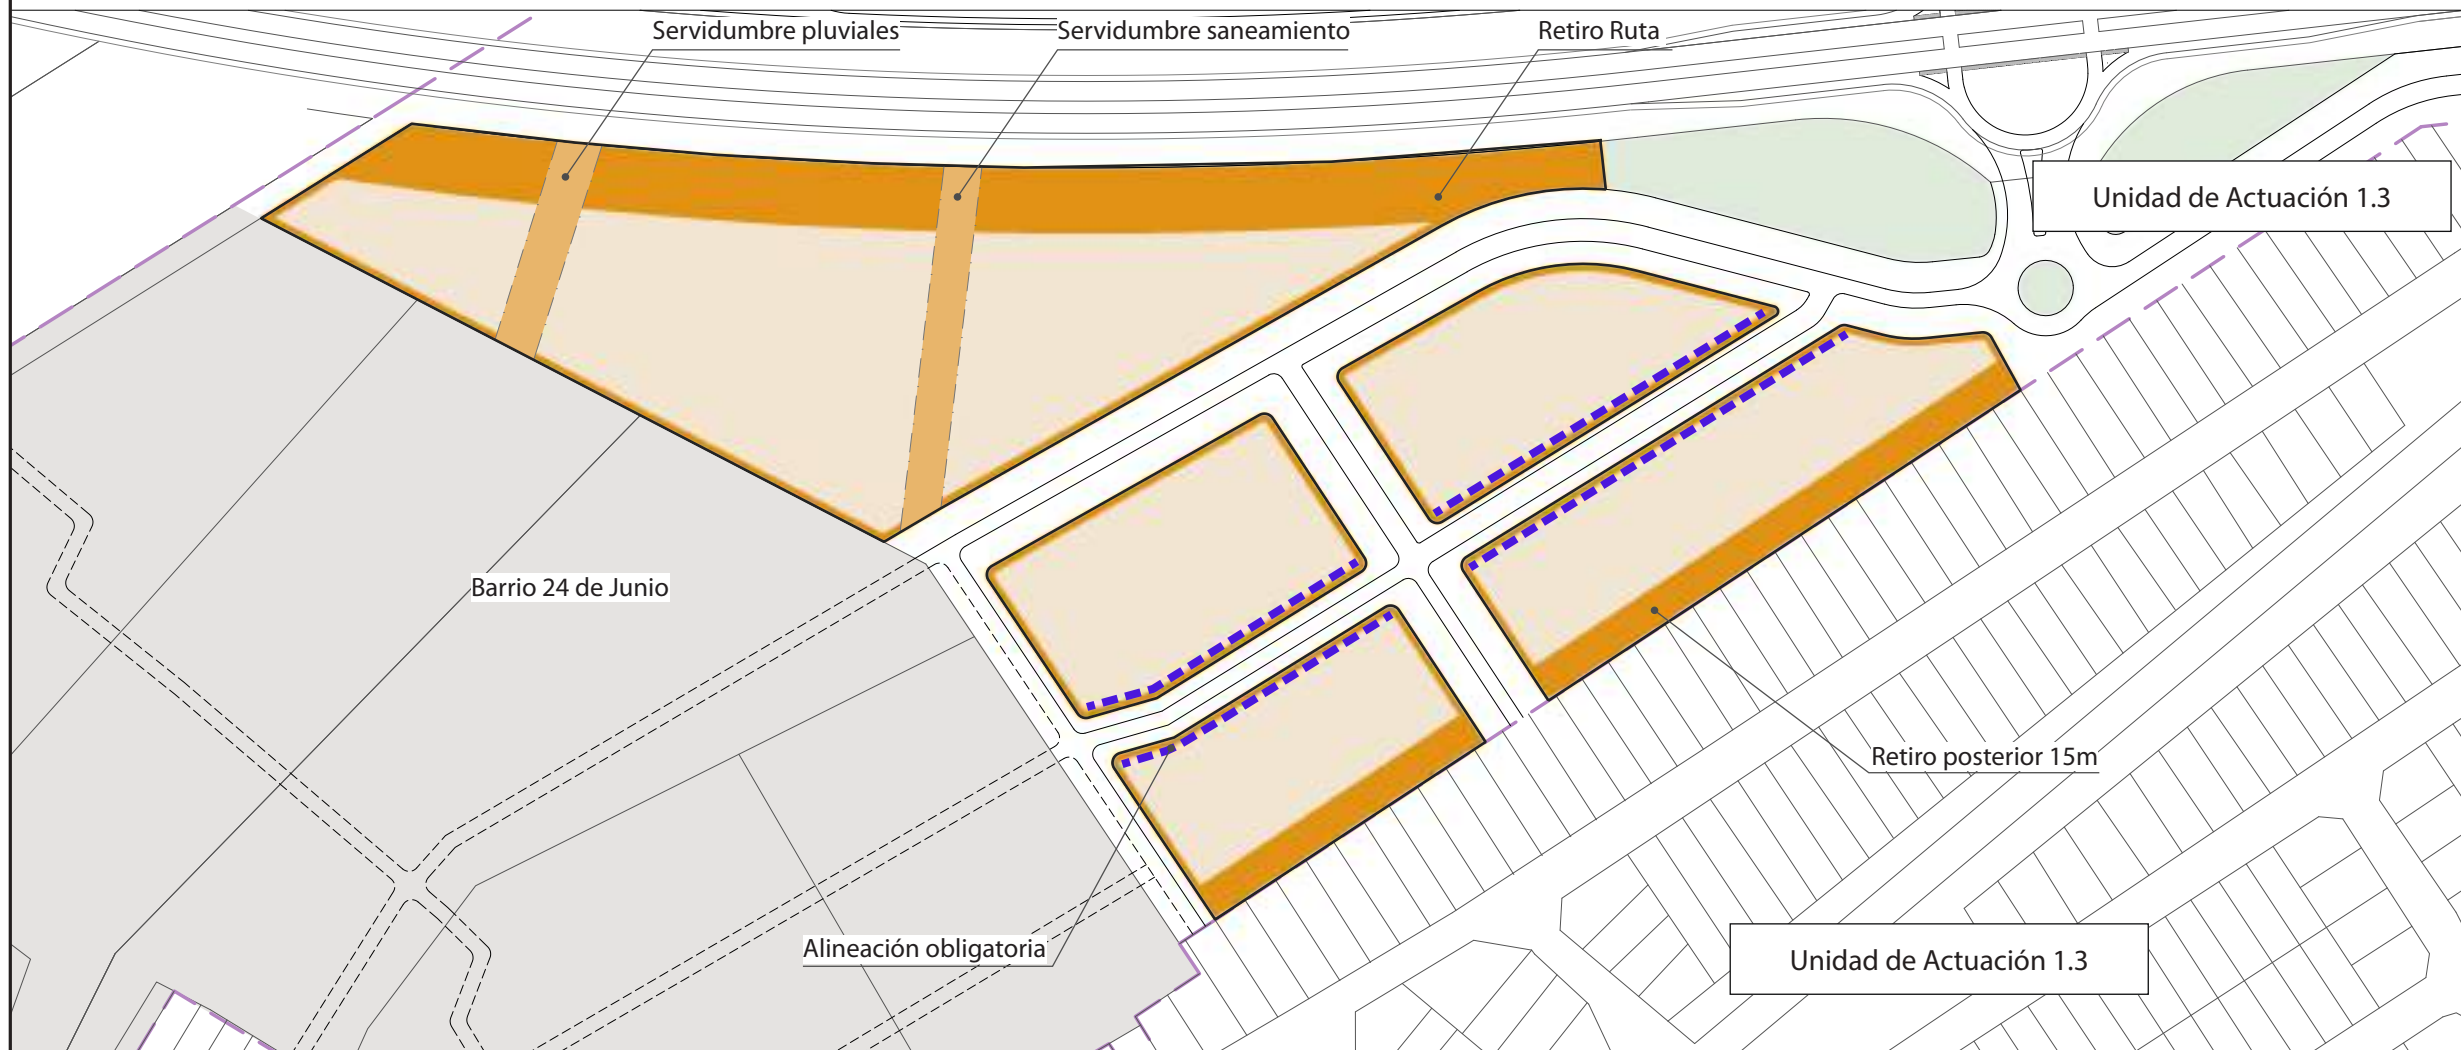 Servidumbre pluviales
Servidumbre saneamiento
Retiro Ruta
Unidad de Actuación 1.3
Barrio 24 de Junio
Retiro posterior 15m
Alineación obligatoria
Unidad de Actuación 1.3